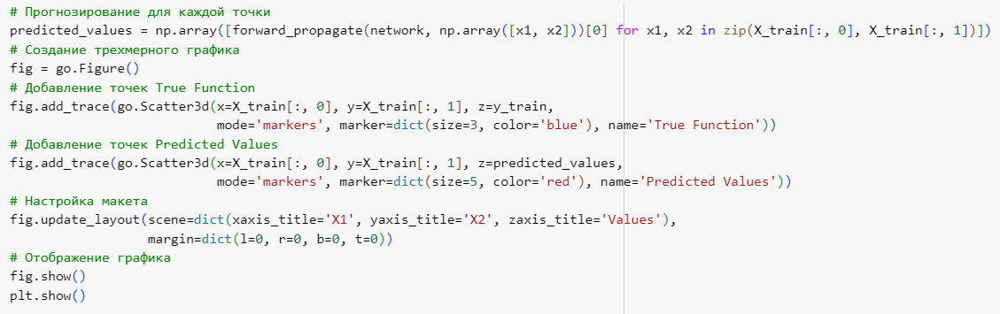 # Прогнозирование для каждой точки
predicted_values = np.array([forward_propagate(network, np.array([x1, x2]))[0] for x1, x2 in zip(X_train[:, 0], X_train[:, 1])])
# Создание трехмерного графика
fig = go.Figure()
# Добавление точек True Function
fig.add_trace(go.Scatter3d(x=X_train[:, 0], y=X_train[:, 1], z=y_train,
                           mode='markers', marker=dict(size=3, color='blue'), name='True Function'))
# Добавление точек Predicted Values
fig.add_trace(go.Scatter3d(x=X_train[:, 0], y=X_train[:, 1], z=predicted_values,
                           mode='markers', marker=dict(size=5, color='red'), name='Predicted Values'))
# Настройка макета
fig.update_layout(scene=dict(xaxis_title='X1', yaxis_title='X2', zaxis_title='Values'),
                  margin=dict(l=0, r=0, b=0, t=0))
# Отображение графика
fig.show()
plt.show()